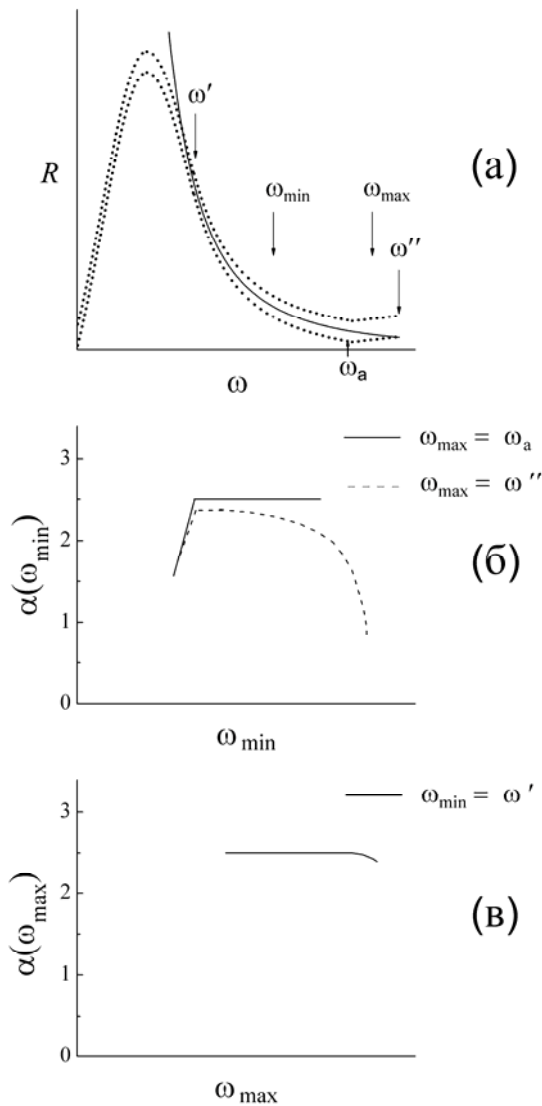 R
ω'
(а)
ωmin
ωmax
ω''
ω
ωa
3
2
1
0
α(ωmin)
ωmax = ωa
ωmax = ω''
(б)
ωmin
3
2
1
0
α(ωmax)
ωmin = ω'
(в)
ωmax